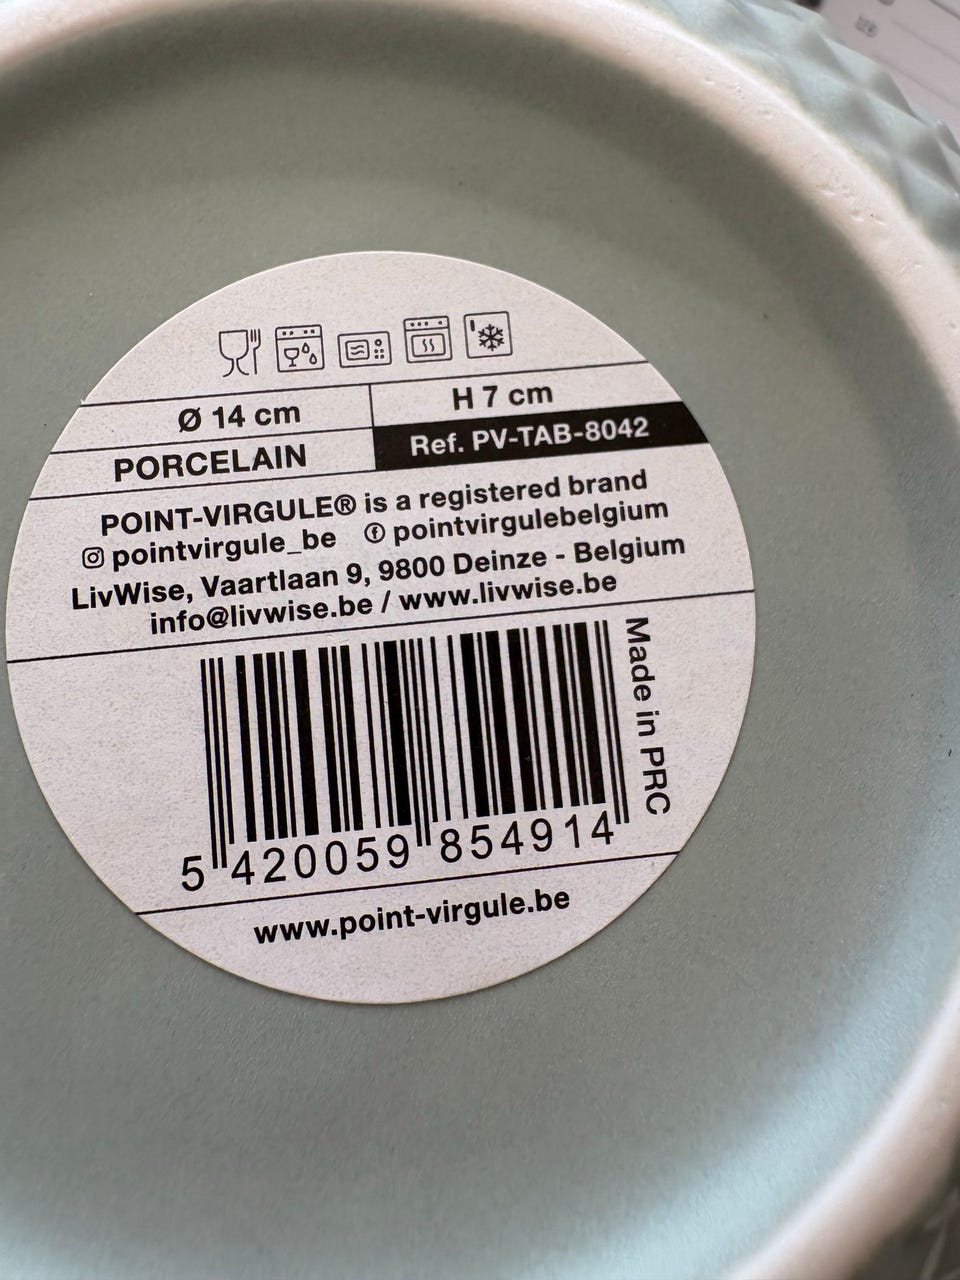 Ø 14 cm
H 7 cm
PORCELAIN
Ref. PV-TAB-8042
POINT-VIRGULE® is a registered brand
pointvirgule_be pointvirgulebelgium
LivWise, Vaartlaan 9, 9800 Deinze - Belgium
info@livwise.be / www.livwise.be
Made in PRC
5 420059 854914
www.point-virgule.be